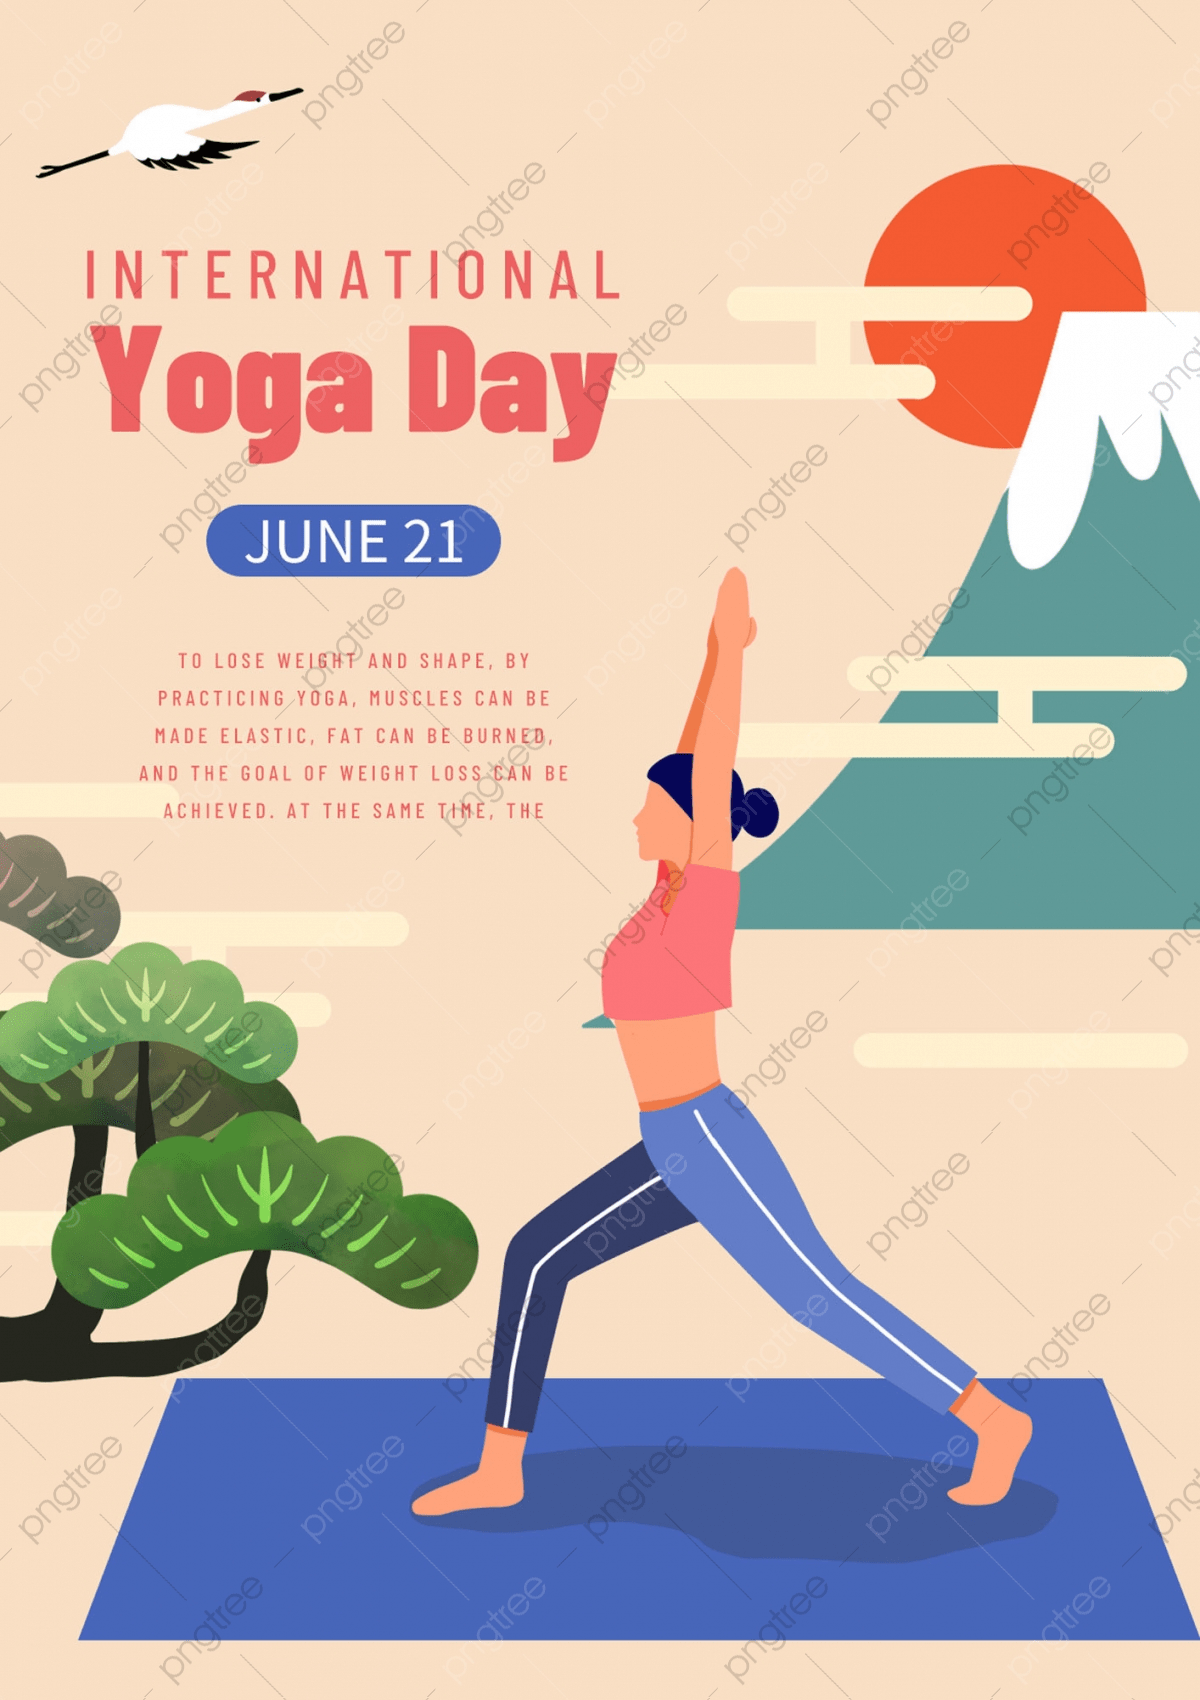 INTERNATIONAL
Yoga Day
JUNE 21
TO LOSE WEIGHT AND SHAPE, BY
PRACTICING YOGA, MUSCLES CAN BE
MADE ELASTIC, FAT CAN BE BURNED,
AND THE GOAL OF WEIGHT LOSS CAN BE
ACHIEVED. AT THE SAME TIME, THE
pngtree